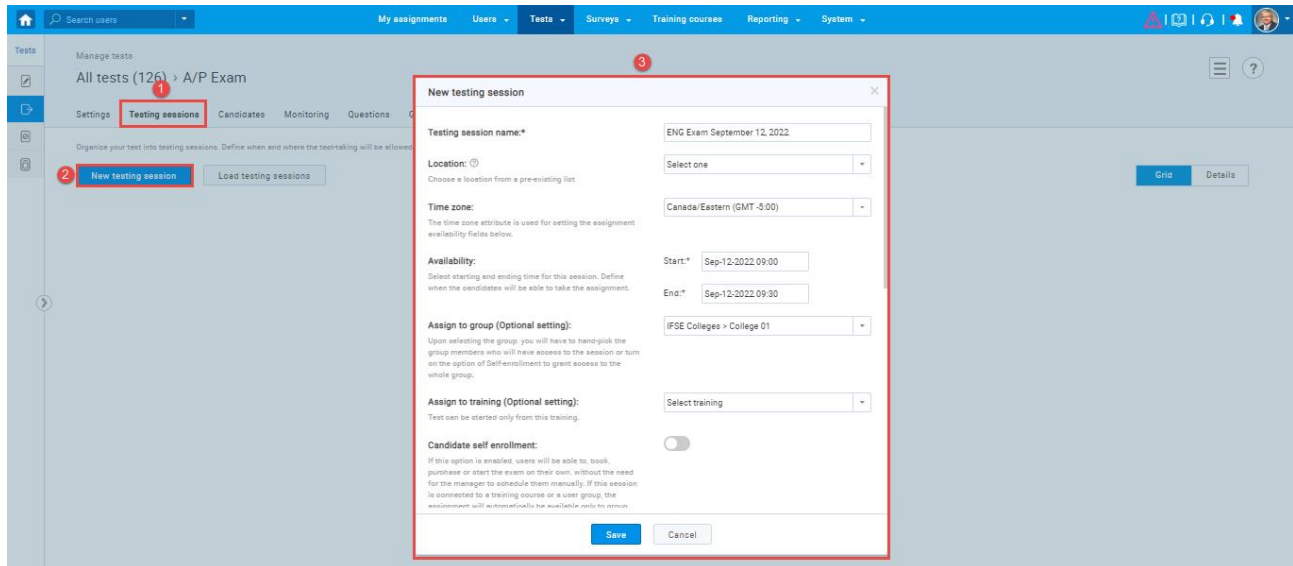 Search users
My assignments Users Tests Surveys Training courses Reporting System
Tests
Manage tests
All tests (126) › A/P Exam
1
3
Settings Testing sessions Candidates Monitoring Questions
Organize your test into testing sessions. Define when and where the test-taking will be allowed
2
New testing session Load testing sessions
Grid Details
New testing session
Testing session name:* ENG Exam September 12, 2022
Location: Select one
Choose a location from a pre-existing list
Time zone: Canada/Eastern (GMT -5:00)
The time zone attribute is used for setting the assignment
availability fields below.
Availability: Start:* Sep-12-2022 09:00
Select starting and ending time for this session. Define
when the candidates will be able to take the assignment.
End:* Sep-12-2022 09:30
Assign to group (Optional setting): IFSE Colleges > College 01
Upon selecting the group, you will have to hand-pick the
group members who will have access to the session or turn
on the option of Self-enrollment to grant access to the
whole group.
Assign to training (Optional setting): Select training
Test can be started only from this training.
Candidate self enrollment:
If this option is enabled, users will be able to, book,
purchase or start the exam on their own, without the need
for the manager to schedule them manually. If this session
is connected to a training course or a user group, the
assignment will automatically be available only to group
Save Cancel